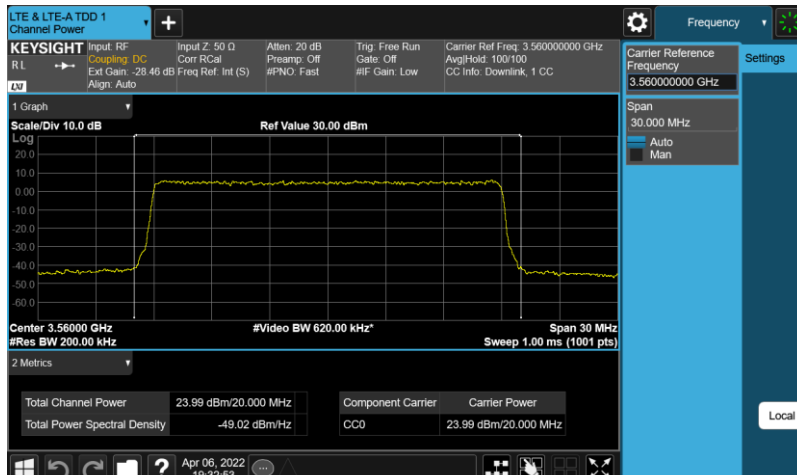 LTE & LTE-A TDD 1
Channel Power
Frequency
KEYSIGHT
R L
LXI
Input: RF
Coupling: DC
Ext Gain: -28.46 dB
Align: Auto
Input Z: 50 Ω
Corr RCal
Freq Ref: Int (S)
Atten: 20 dB
Preamp: Off
#PNO: Fast
Trig: Free Run
Gate: Off
#IF Gain: Low
Carrier Ref Freq: 3.560000000 GHz
Avg|Hold: 100/100
CC Info: Downlink, 1 CC
Carrier Reference
Frequency
3.560000000 GHz
Settings
Span
30.000 MHz
Auto
Man
1 Graph
Scale/Div 10.0 dB
Ref Value 30.00 dBm
Log
20.0
10.0
0.00
-10.0
-20.0
-30.0
-40.0
-50.0
-60.0
Center 3.56000 GHz
#Video BW 620.00 kHz*
Span 30 MHz
#Res BW 200.00 kHz
Sweep 1.00 ms (1001 pts)
2 Metrics
Total Channel Power 23.99 dBm/20.000 MHz
Total Power Spectral Density -49.02 dBm/Hz
Component Carrier Carrier Power
CC0 23.99 dBm/20.000 MHz
Local
?
Apr 06, 2022
19:32:53